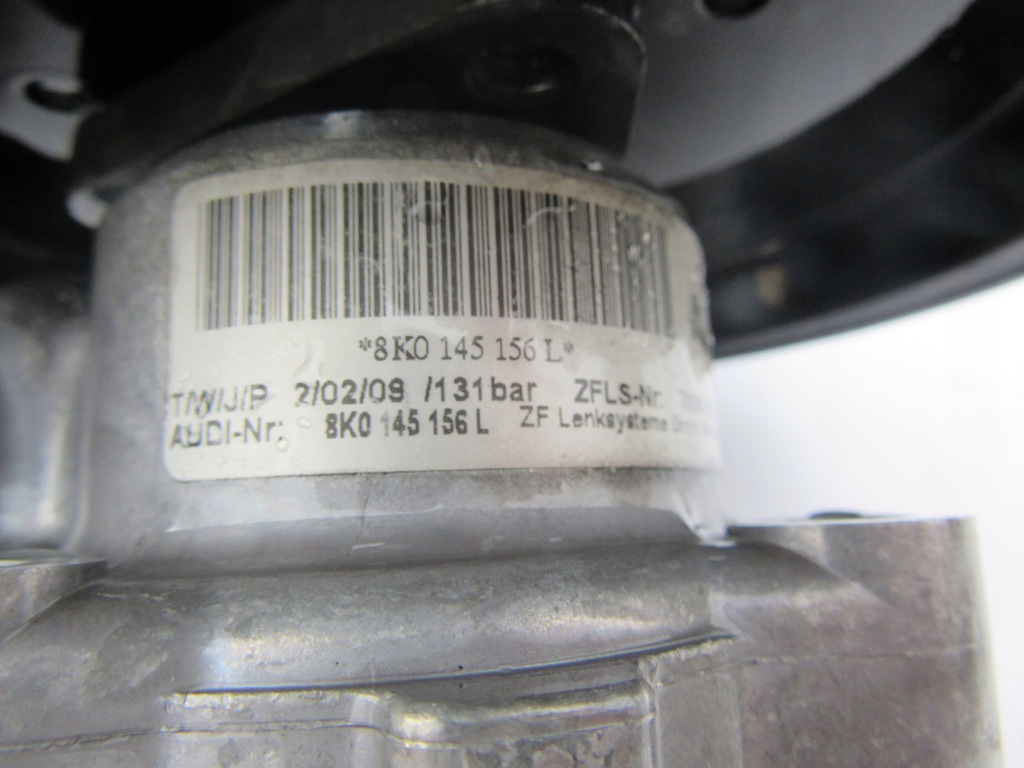 *8K0 145 156 L*
T/W/J/P 2/02/09 /131bar ZFLS-Nr:
AUDI-Nr: 8K0 145 156 L ZF Lenksysteme